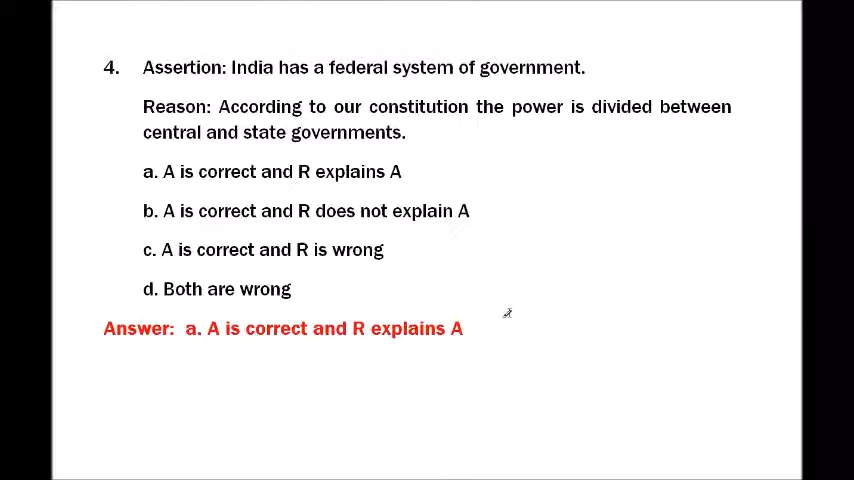 4. Assertion: India has a federal system of government.
Reason: According to our constitution the power is divided between
central and state governments.
a. A is correct and R explains A
b. A is correct and R does not explain A
c. A is correct and R is wrong
d. Both are wrong
Answer: a. A is correct and R explains A